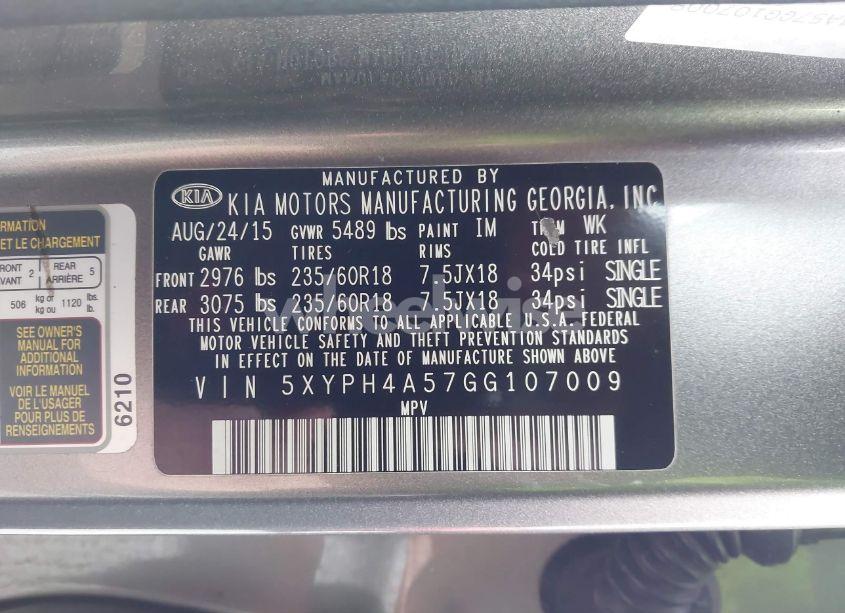 MANUFACTURED BY
KIA KIA MOTORS MANUFACTURING GEORGIA, INC
AUG/24/15 GVWR 5489 lbs PAINT IM TRIM WK
GAWR TIRES RIMS COLD TIRE INFL
FRONT 2976 lbs 235/60R18 7.5JX18 34psi SINGLE
REAR 3075 lbs 235/60R18 7.5JX18 34psi SINGLE
THIS VEHICLE CONFORMS TO ALL APPLICABLE U.S.A. FEDERAL
MOTOR VEHICLE SAFETY AND THEFT PREVENTION STANDARDS
IN EFFECT ON THE DATE OF MANUFACTURE SHOWN ABOVE
VIN 5XYPH4A57GG107009
MPV
ORMATION
ET LE CHARGEMENT
FRONT 2 REAR 5
AVANT ARRIÈRE
506 kg or 1120 lbs.
kg ou lb.
SEE OWNER'S
MANUAL FOR
ADDITIONAL
INFORMATION
VOIR LE MANUEL
DE L'USAGER
POUR PLUS DE
RENSEIGNEMENTS
6210